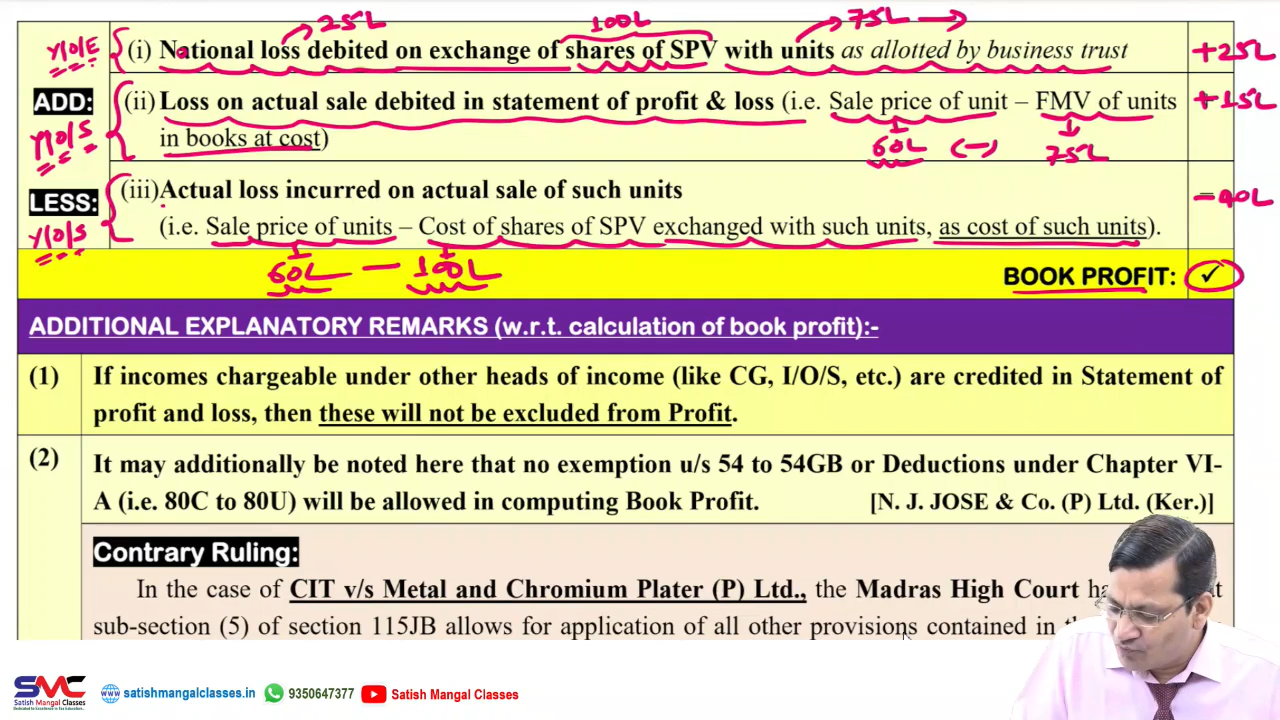 25L 100L 75L
Y/O/E (i) National loss debited on exchange of shares of SPV with units as allotted by business trust +25L
ADD: (ii) Loss on actual sale debited in statement of profit & loss (i.e. Sale price of unit – FMV of units +15L
Y/O/S in books at cost) 60L (–) 75L
LESS: (iii) Actual loss incurred on actual sale of such units –40L
Y/O/S (i.e. Sale price of units – Cost of shares of SPV exchanged with such units, as cost of such units).
60L – 100L
BOOK PROFIT: ✓
ADDITIONAL EXPLANATORY REMARKS (w.r.t. calculation of book profit):-
(1) If incomes chargeable under other heads of income (like CG, I/O/S, etc.) are credited in Statement of
profit and loss, then these will not be excluded from Profit.
(2) It may additionally be noted here that no exemption u/s 54 to 54GB or Deductions under Chapter VI-
A (i.e. 80C to 80U) will be allowed in computing Book Profit. [N. J. JOSE & Co. (P) Ltd. (Ker.)]
Contrary Ruling:
In the case of CIT v/s Metal and Chromium Plater (P) Ltd., the Madras High Court
sub-section (5) of section 115JB allows for application of all other provisions contained in
SMC
Satish Mangal Classes
satishmangalclasses.in 9350647377 Satish Mangal Classes